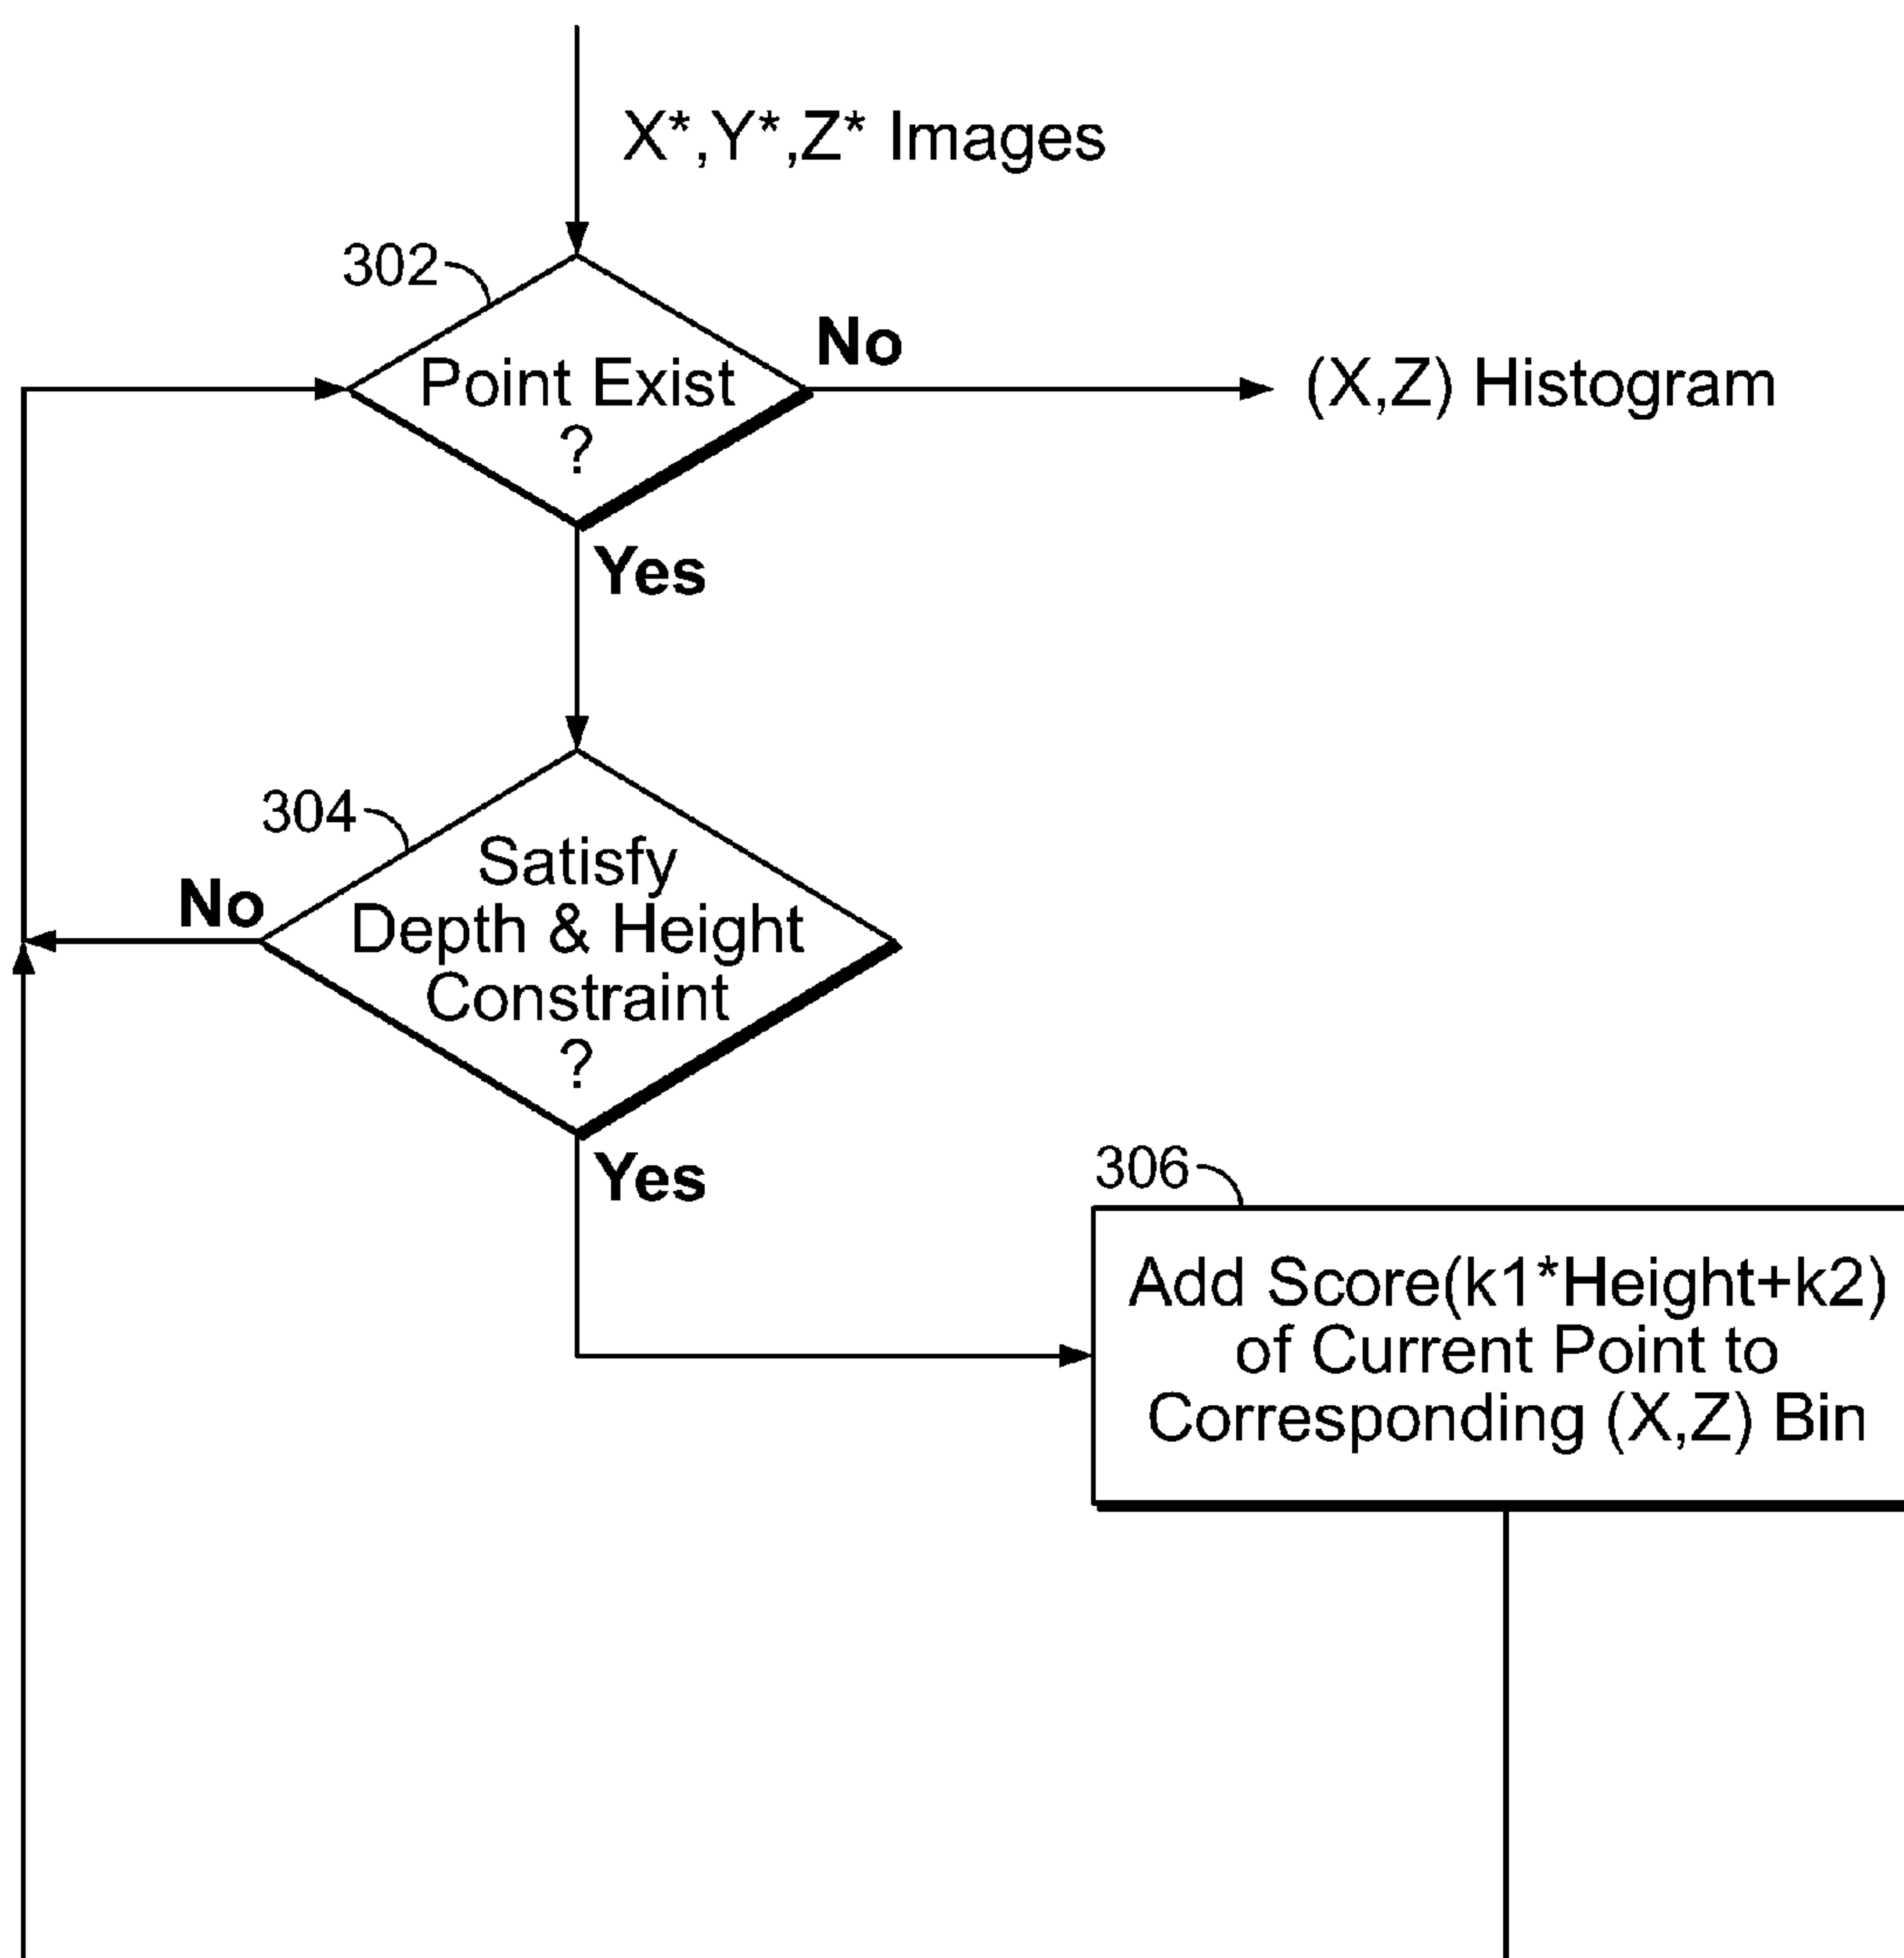 X*,Y*,Z* Images
302
Point Exist
?
No
(X,Z) Histogram
Yes
304
Satisfy
Depth & Height
Constraint
?
No
Yes
306
Add Score(k1*Height+k2)
of Current Point to
Corresponding (X,Z) Bin